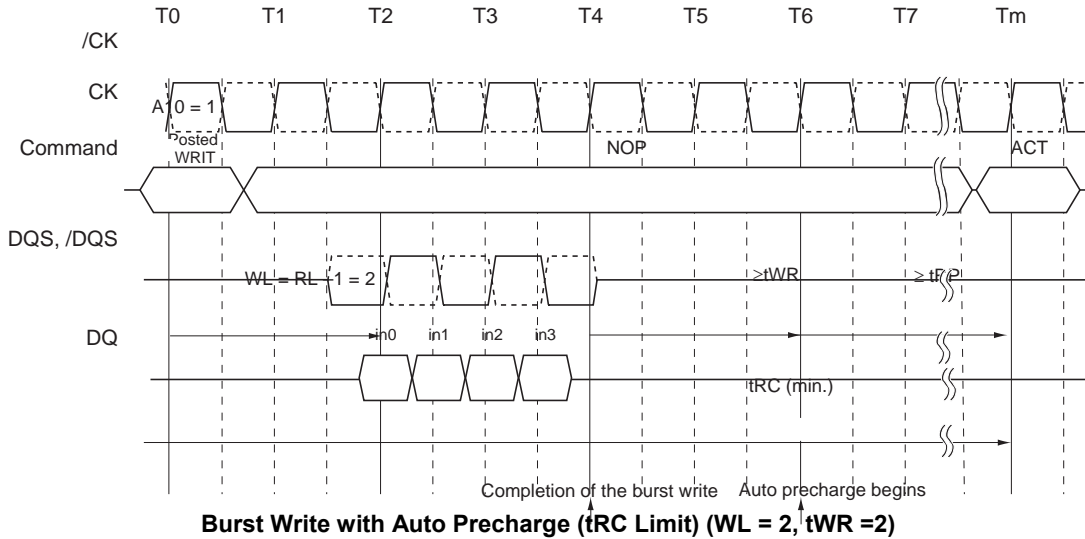 T0 T1 T2 T3 T4 T5 T6 T7 Tm
/CK
CK
A10 = 1
Posted
WRIT
Command
NOP
ACT
DQS, /DQS
WL = RL -1 = 2
≥tWR
≥ tRP
DQ
in0 in1 in2 in3
tRC (min.)
Completion of the burst write
Auto precharge begins
Burst Write with Auto Precharge (tRC Limit) (WL = 2, tWR =2)